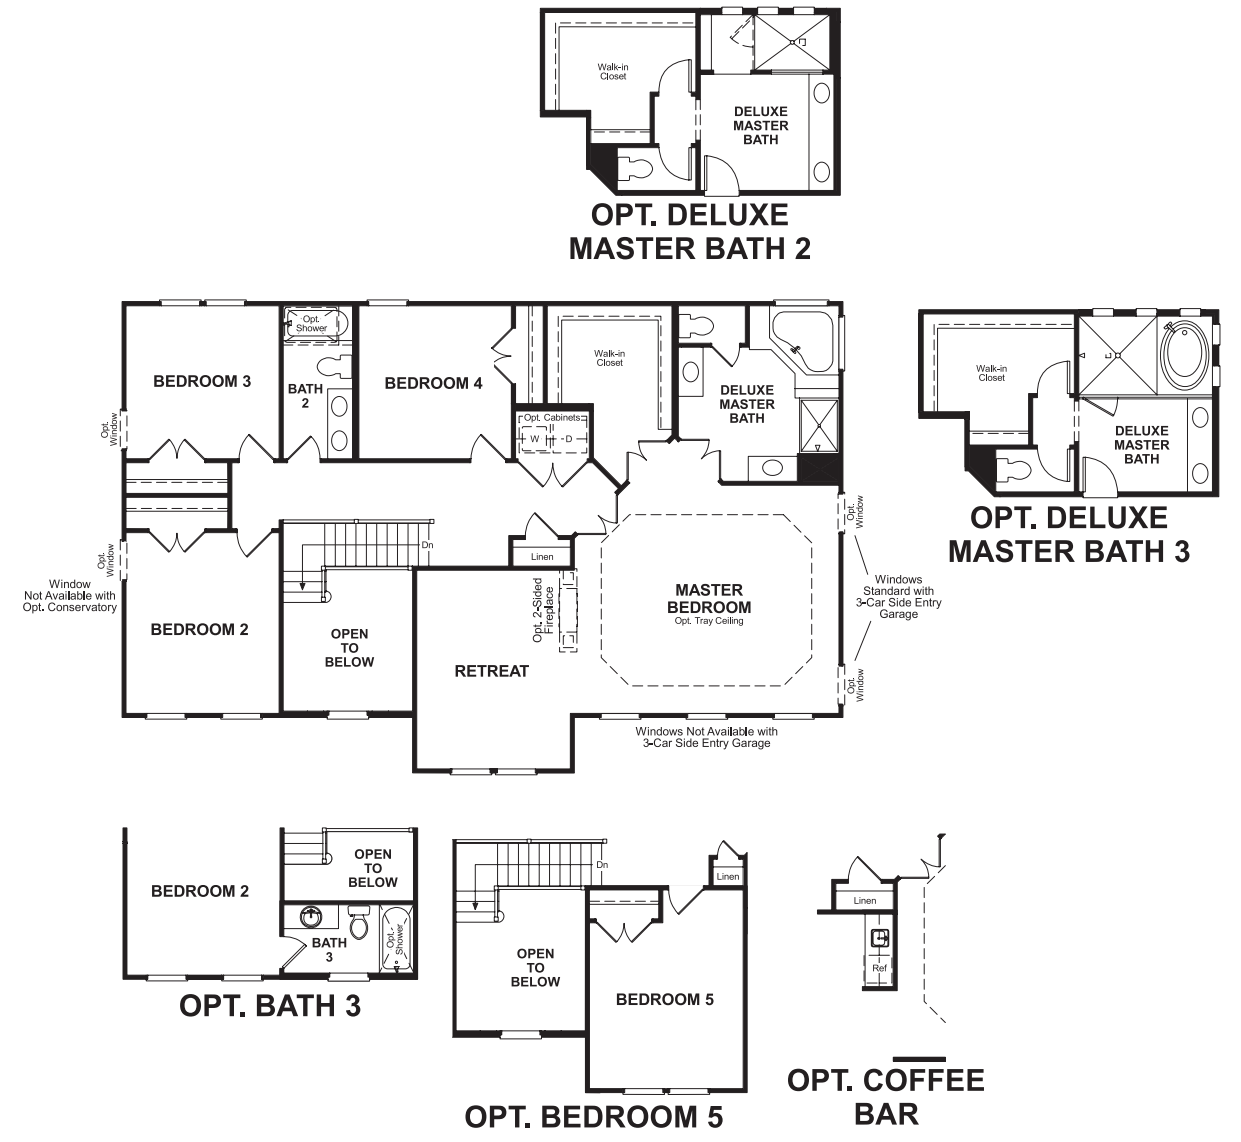 Walk-in
Closet
DELUXE
MASTER
BATH
OPT. DELUXE
MASTER BATH 2
Opt.
Shower
BEDROOM 3
BATH
2
BEDROOM 4
Walk-in
Closet
DELUXE
MASTER
BATH
Opt. Cabinets
W
D
Opt.
Window
Walk-in
Closet
DELUXE
MASTER
BATH
OPT. DELUXE
MASTER BATH 3
Opt.
Window
Dn
Linen
Opt.
Window
Window
Not Available with
Opt. Conservatory
BEDROOM 2
OPEN
TO
BELOW
RETREAT
Opt. 2-Sided
Fireplace
MASTER
BEDROOM
Opt. Tray Ceiling
Windows
Standard with
3-Car Side Entry
Garage
Opt.
Window
Windows Not Available with
3-Car Side Entry Garage
BEDROOM 2
OPEN
TO
BELOW
BATH
3
Opt.
Shower
OPT. BATH 3
Dn
Linen
OPEN
TO
BELOW
BEDROOM 5
OPT. BEDROOM 5
Linen
Ref
OPT. COFFEE
BAR